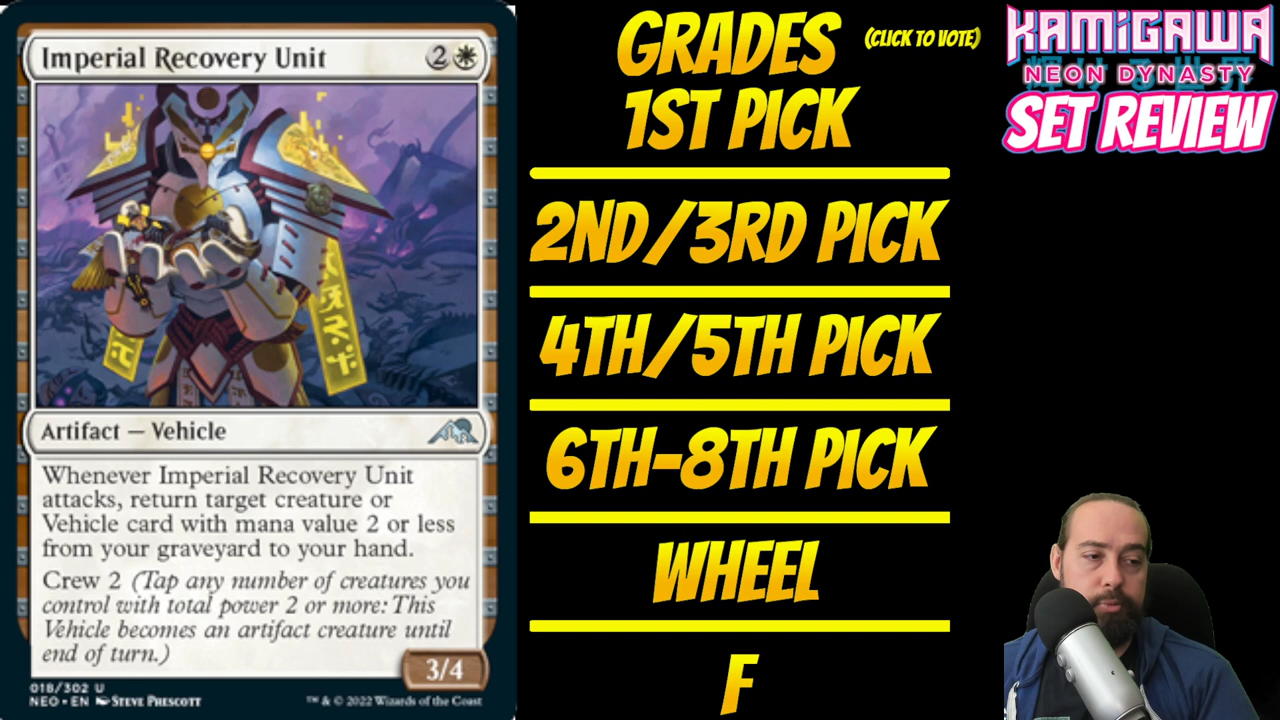 Imperial Recovery Unit 2
Artifact — Vehicle
Whenever Imperial Recovery Unit
attacks, return target creature or
Vehicle card with mana value 2 or less
from your graveyard to your hand.
Crew 2 (Tap any number of creatures you
control with total power 2 or more: This
Vehicle becomes an artifact creature until
end of turn.)
3/4
018/302 U
NEO • EN STEVE PRESCOTT
™ & © 2022 Wizards of the Coast
GRADES
(CLICK TO VOTE)
1ST PICK
2ND/3RD PICK
4TH/5TH PICK
6TH-8TH PICK
WHEEL
F
KAMIGAWA
NEON DYNASTY
SET REVIEW